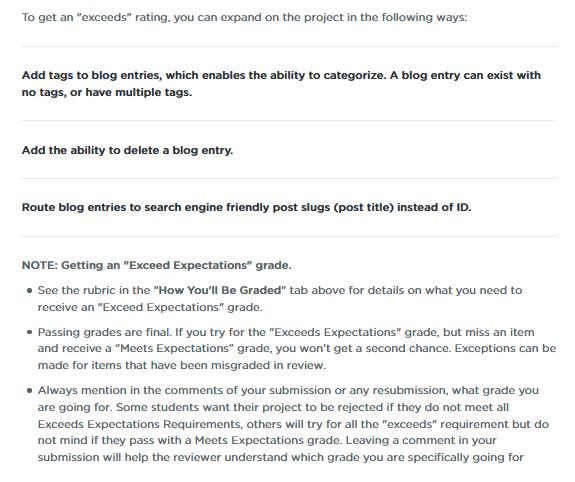 To get an "exceeds" rating, you can expand on the project in the following ways:
Add tags to blog entries, which enables the ability to categorize. A blog entry can exist with
no tags, or have multiple tags.
Add the ability to delete a blog entry.
Route blog entries to search engine friendly post slugs (post title) instead of ID.
NOTE: Getting an "Exceed Expectations" grade.
• See the rubric in the "How You'll Be Graded" tab above for details on what you need to
receive an "Exceed Expectations" grade.
• Passing grades are final. If you try for the "Exceeds Expectations" grade, but miss an item
and receive a “Meets Expectations” grade, you won’t get a second chance. Exceptions can be
made for items that have been misgraded in review.
• Always mention in the comments of your submission or any resubmission, what grade you
are going for. Some students want their project to be rejected if they do not meet all
Exceeds Expectations Requirements, others will try for all the "exceeds" requirement but do
not mind if they pass with a Meets Expectations grade. Leaving a comment in your
submission will help the reviewer understand which grade you are specifically going for